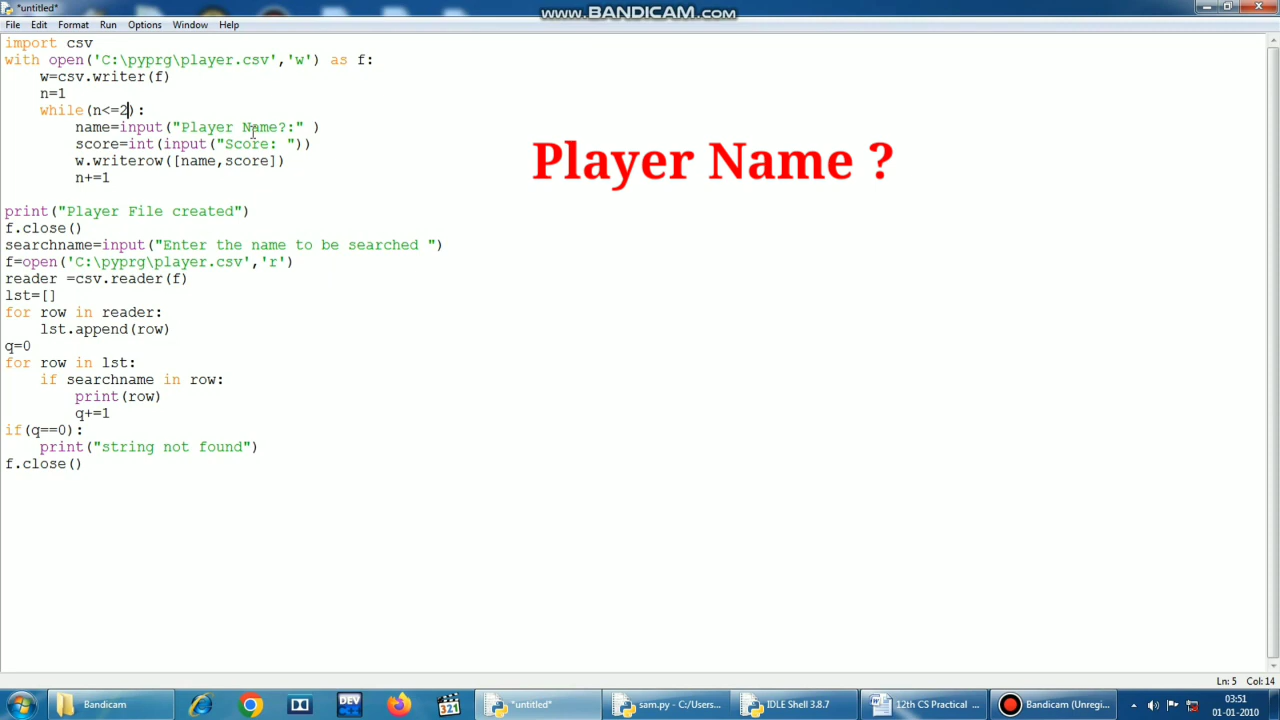 *untitled*
www.BANDICAM.com
File Edit Format Run Options Window Help
import csv
with open('C:\pyprg\player.csv','w') as f:
    w=csv.writer(f)
    n=1
    while(n<=2):
        name=input("Player Name?:" )
        score=int(input("Score: "))
        w.writerow([name,score])
        n+=1
Player Name ?
print("Player File created")
f.close()
searchname=input("Enter the name to be searched ")
f=open('C:\pyprg\player.csv','r')
reader =csv.reader(f)
lst=[]
for row in reader:
    lst.append(row)
q=0
for row in lst:
    if searchname in row:
        print(row)
        q+=1
if(q==0):
    print("string not found")
f.close()
Ln: 5 Col: 14
Bandicam
DEV
321
*untitled*
sam.py - C:/Users...
IDLE Shell 3.8.7
12th CS Practical ...
Bandicam (Unregi...
03:51
01-01-2010